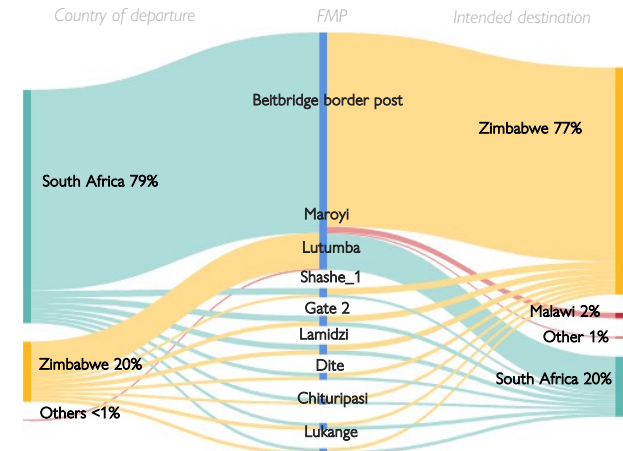 Country of departure
FMP
Intended destination
Beitbridge border post
Zimbabwe 77%
South Africa 79%
Maroyi
Lutumba
Shashe_1
Gate 2
Malawi 2%
Lamidzi
Other 1%
Zimbabwe 20%
Dite
South Africa 20%
Chituripasi
Others <1%
Lukange